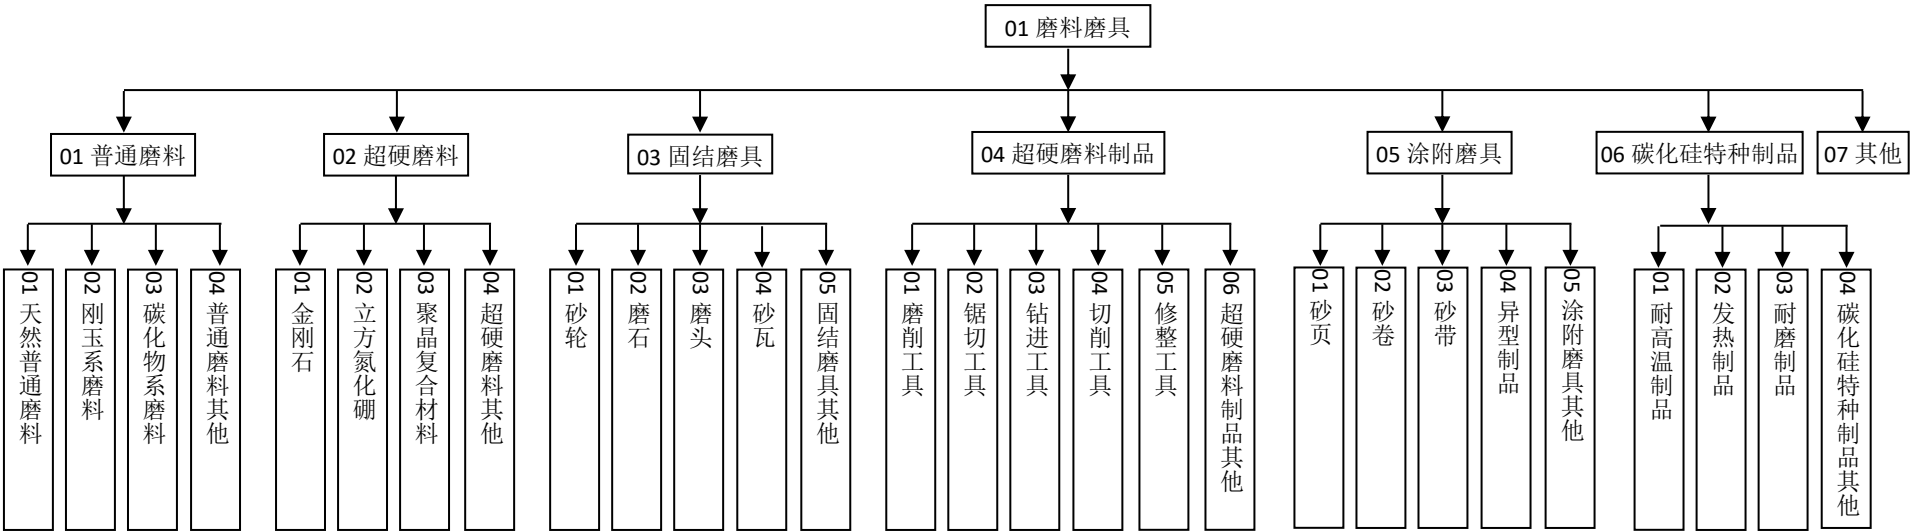 01 磨料磨具
01 普通磨料
02 超硬磨料
03 固结磨具
04 超硬磨料制品
05 涂附磨具
06 碳化硅特种制品
07 其他
01 天然普通磨料
02 刚玉系磨料
03 碳化物系磨料
04 普通磨料其他
01 金刚石
02 立方氮化硼
03 聚晶复合材料
04 超硬磨料其他
01 砂轮
02 磨石
03 磨头
04 砂瓦
05 固结磨具其他
01 磨削工具
02 锯切工具
03 钻进工具
04 切削工具
05 修整工具
06 超硬磨料制品其他
01 砂页
02 砂卷
03 砂带
04 异型制品
05 涂附磨具其他
01 耐高温制品
02 发热制品
03 耐磨制品
04 碳化硅特种制品其他